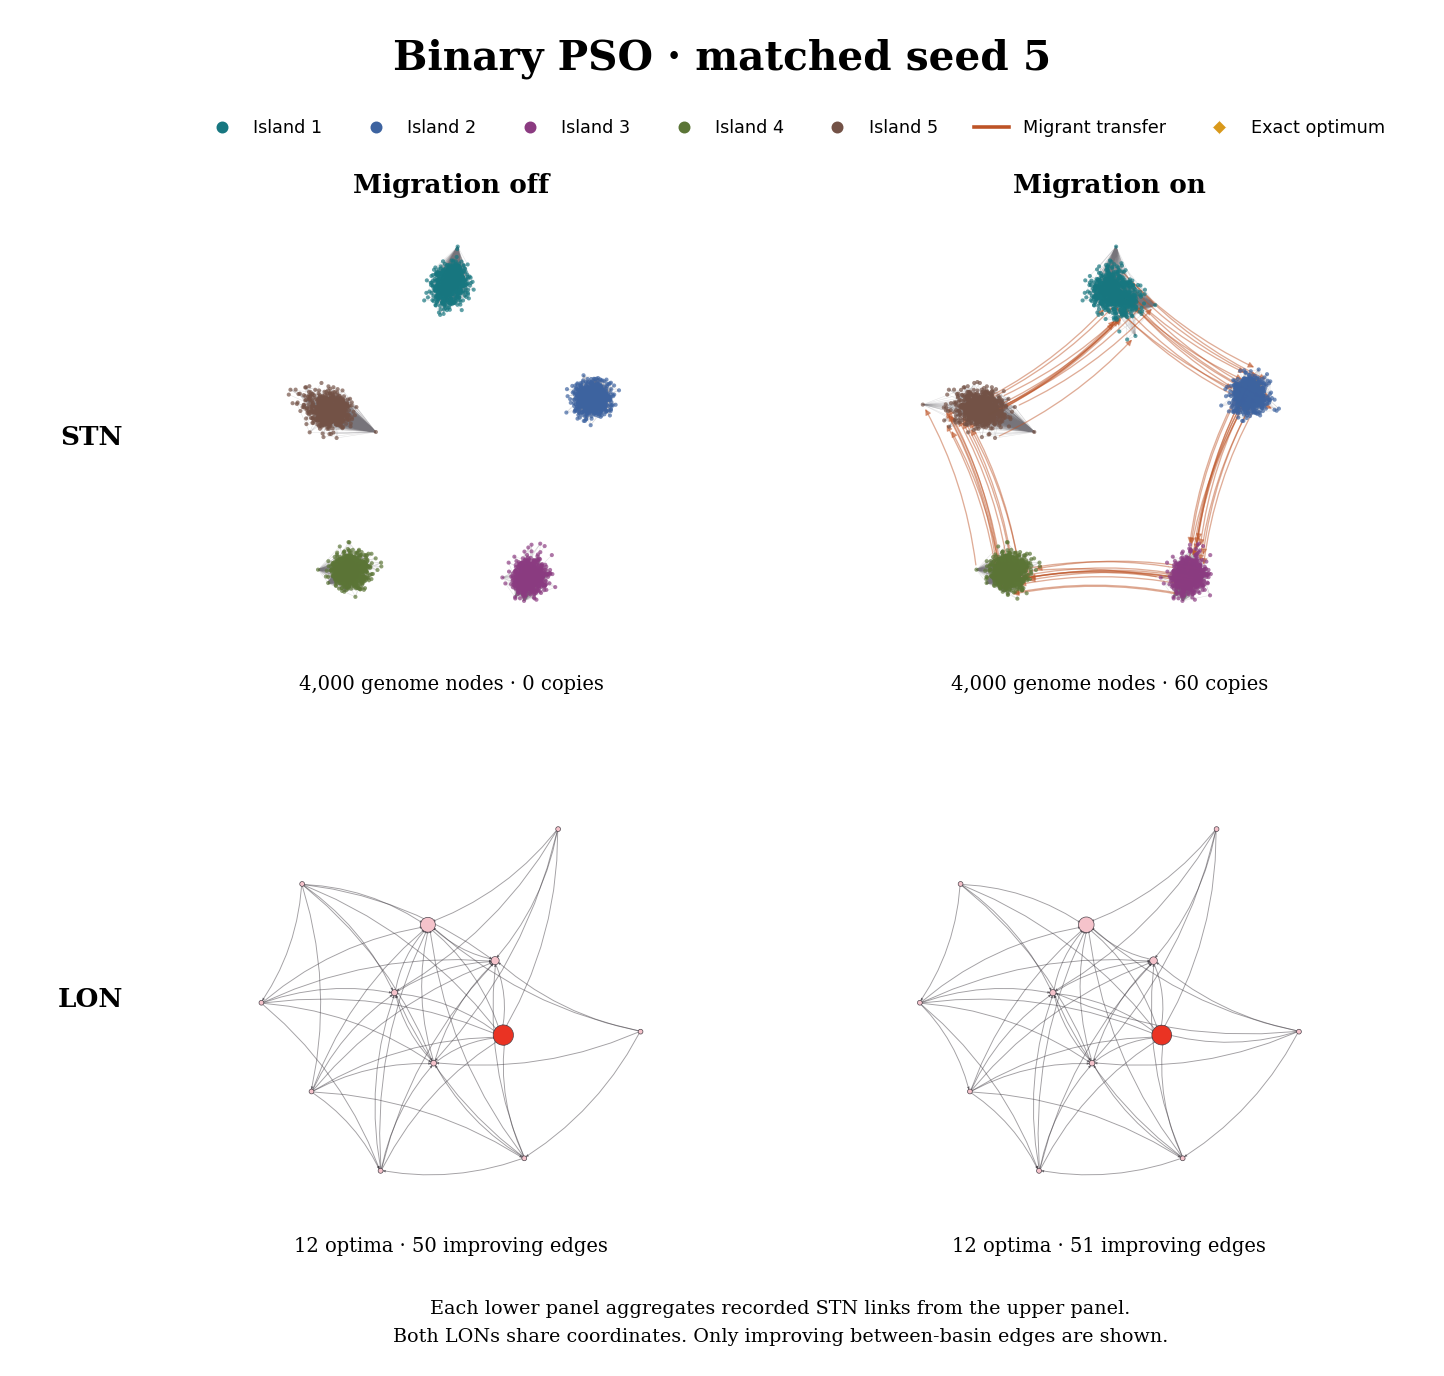 Binary PSO · matched seed 5
Island 1 Island 2 Island 3 Island 4 Island 5 Migrant transfer Exact optimum
Migration off Migration on
STN
4,000 genome nodes · 0 copies 4,000 genome nodes · 60 copies
LON
12 optima · 50 improving edges 12 optima · 51 improving edges
Each lower panel aggregates recorded STN links from the upper panel.
Both LONs share coordinates. Only improving between-basin edges are shown.